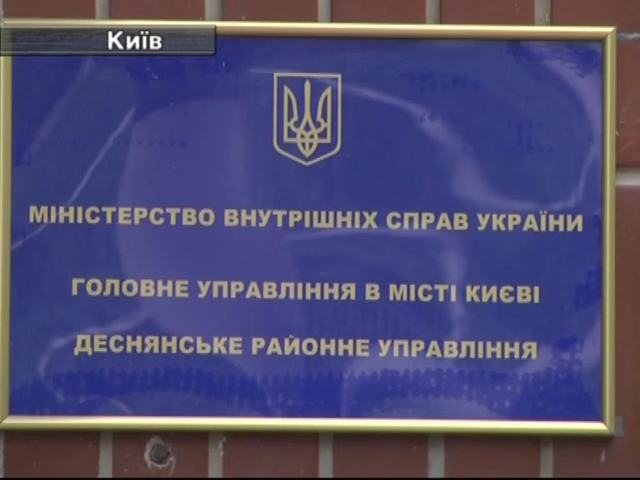 Київ
МІНІСТЕРСТВО ВНУТРІШНІХ СПРАВ УКРАЇНИ
ГОЛОВНЕ УПРАВЛІННЯ В МІСТІ КИЄВІ
ДЕСНЯНСЬКЕ РАЙОННЕ УПРАВЛІННЯ